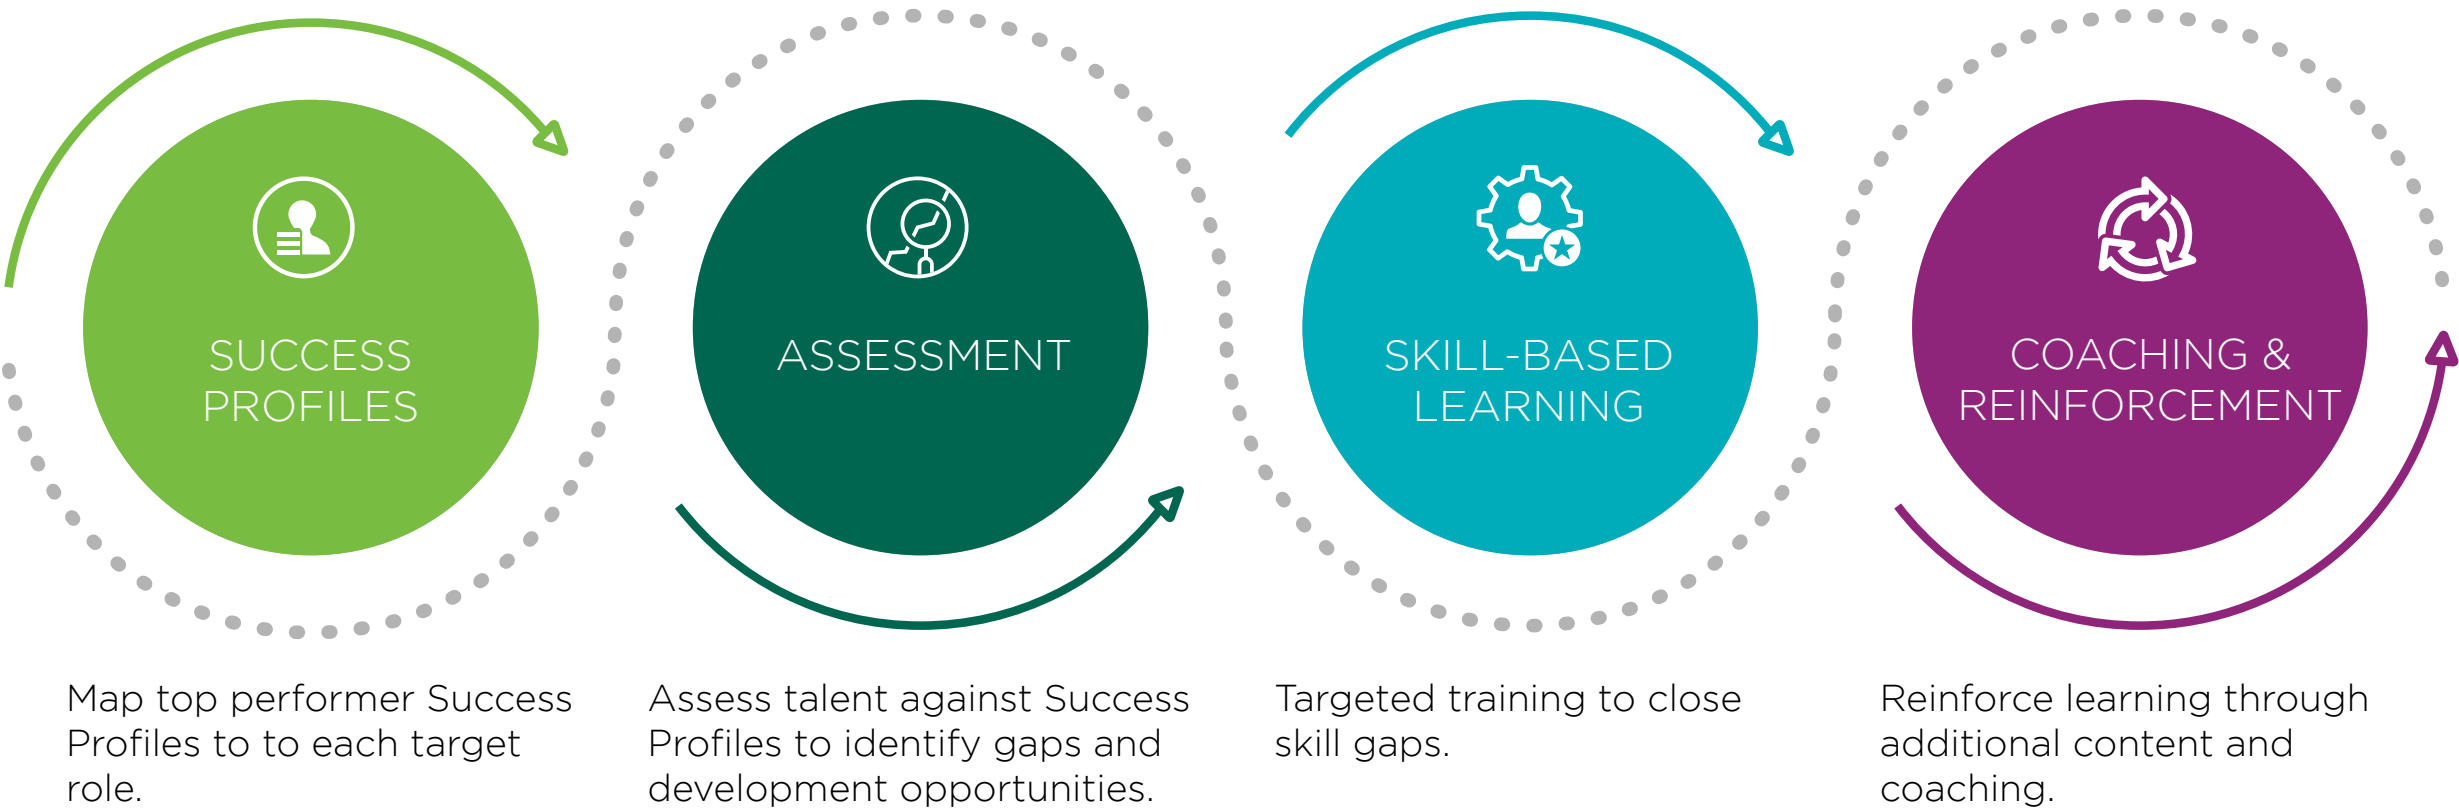 SUCCESS
PROFILES
ASSESSMENT
SKILL-BASED
LEARNING
COACHING &
REINFORCEMENT
Map top performer Success
Profiles to to each target
role.
Assess talent against Success
Profiles to identify gaps and
development opportunities.
Targeted training to close
skill gaps.
Reinforce learning through
additional content and
coaching.